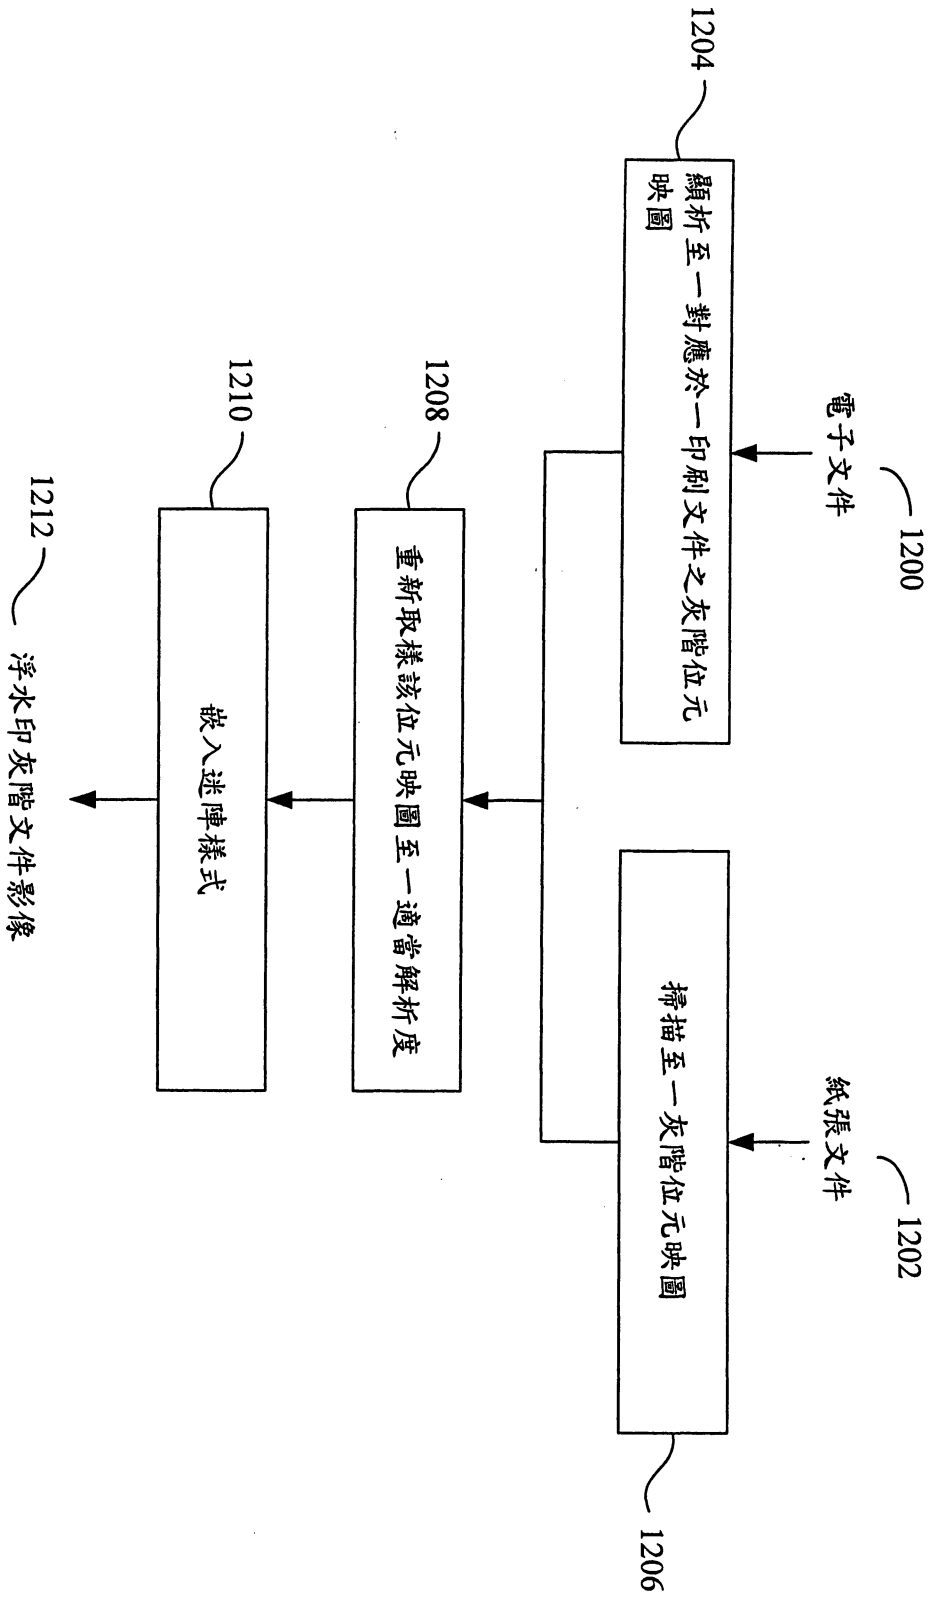 1200
電子文件
1202
紙張文件
1204
顯析至一對應於一印刷文件之灰階位元
映圖
掃描至一灰階位元映圖
1206
1208
重新取樣該位元映圖至一適當解析度
1210
嵌入迷陣樣式
1212
浮水印灰階文件影像